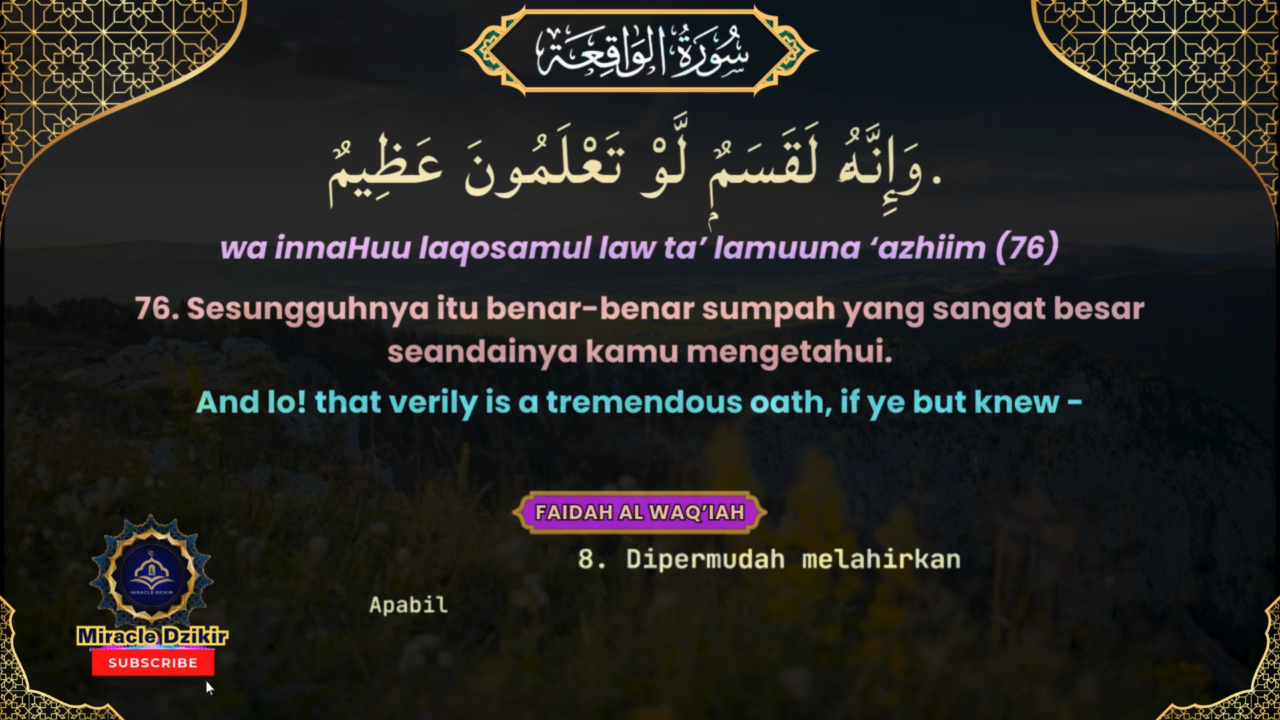 سُورَةُ الوَاقِعَة
وَإِنَّهُۥ لَقَسَمٌۭ لَّوْ تَعْلَمُونَ عَظِيمٌ.
wa innaHuu laqosamul law ta’ lamuuna ‘azhiim (76)
76. Sesungguhnya itu benar-benar sumpah yang sangat besar
seandainya kamu mengetahui.
And lo! that verily is a tremendous oath, if ye but knew -
FAIDAH AL WAQ’IAH
8. Dipermudah melahirkan
Apabil
MIRACLE DZIKIR
Miracle Dzikir
SUBSCRIBE